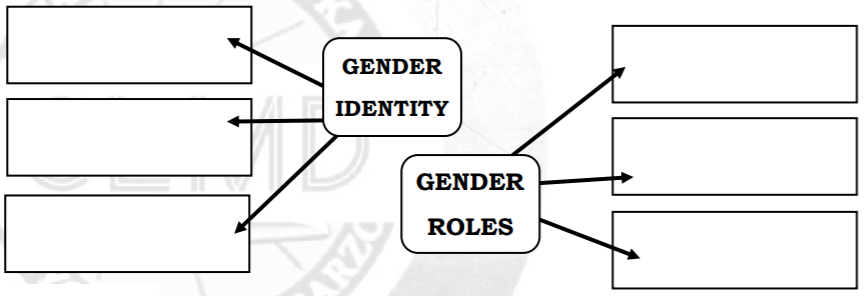 GENDER
IDENTITY
GENDER
ROLES